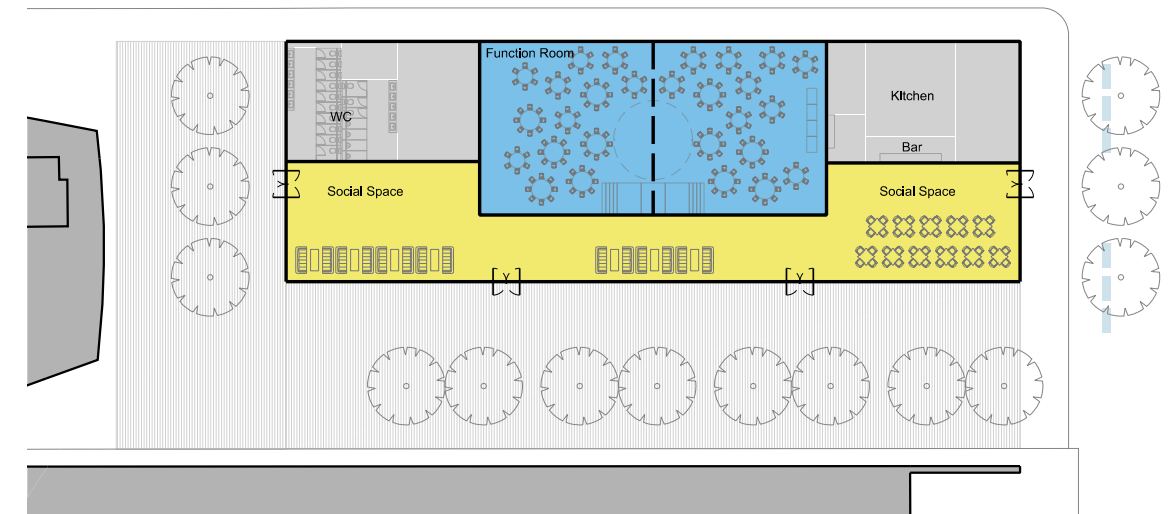 Function Room
WC
KItchen
Bar
Social Space
Social Space
Y
Y
Y
Y